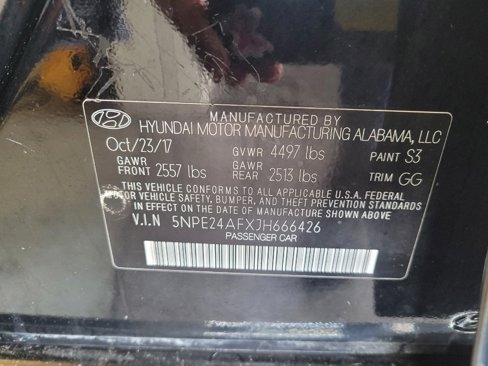 MANUFACTURED BY
HYUNDAI MOTOR MANUFACTURING ALABAMA, LLC
Oct/23/17 GVWR 4497 lbs PAINT S3
GAWR FRONT 2557 lbs GAWR REAR 2513 lbs TRIM GG
THIS VEHICLE CONFORMS TO ALL APPLICABLE U.S.A. FEDERAL
MOTOR VEHICLE SAFETY, BUMPER, AND THEFT PREVENTION STANDARDS
IN EFFECT ON THE DATE OF MANUFACTURE SHOWN ABOVE.
V.I.N 5NPE24AFXJH666426
PASSENGER CAR